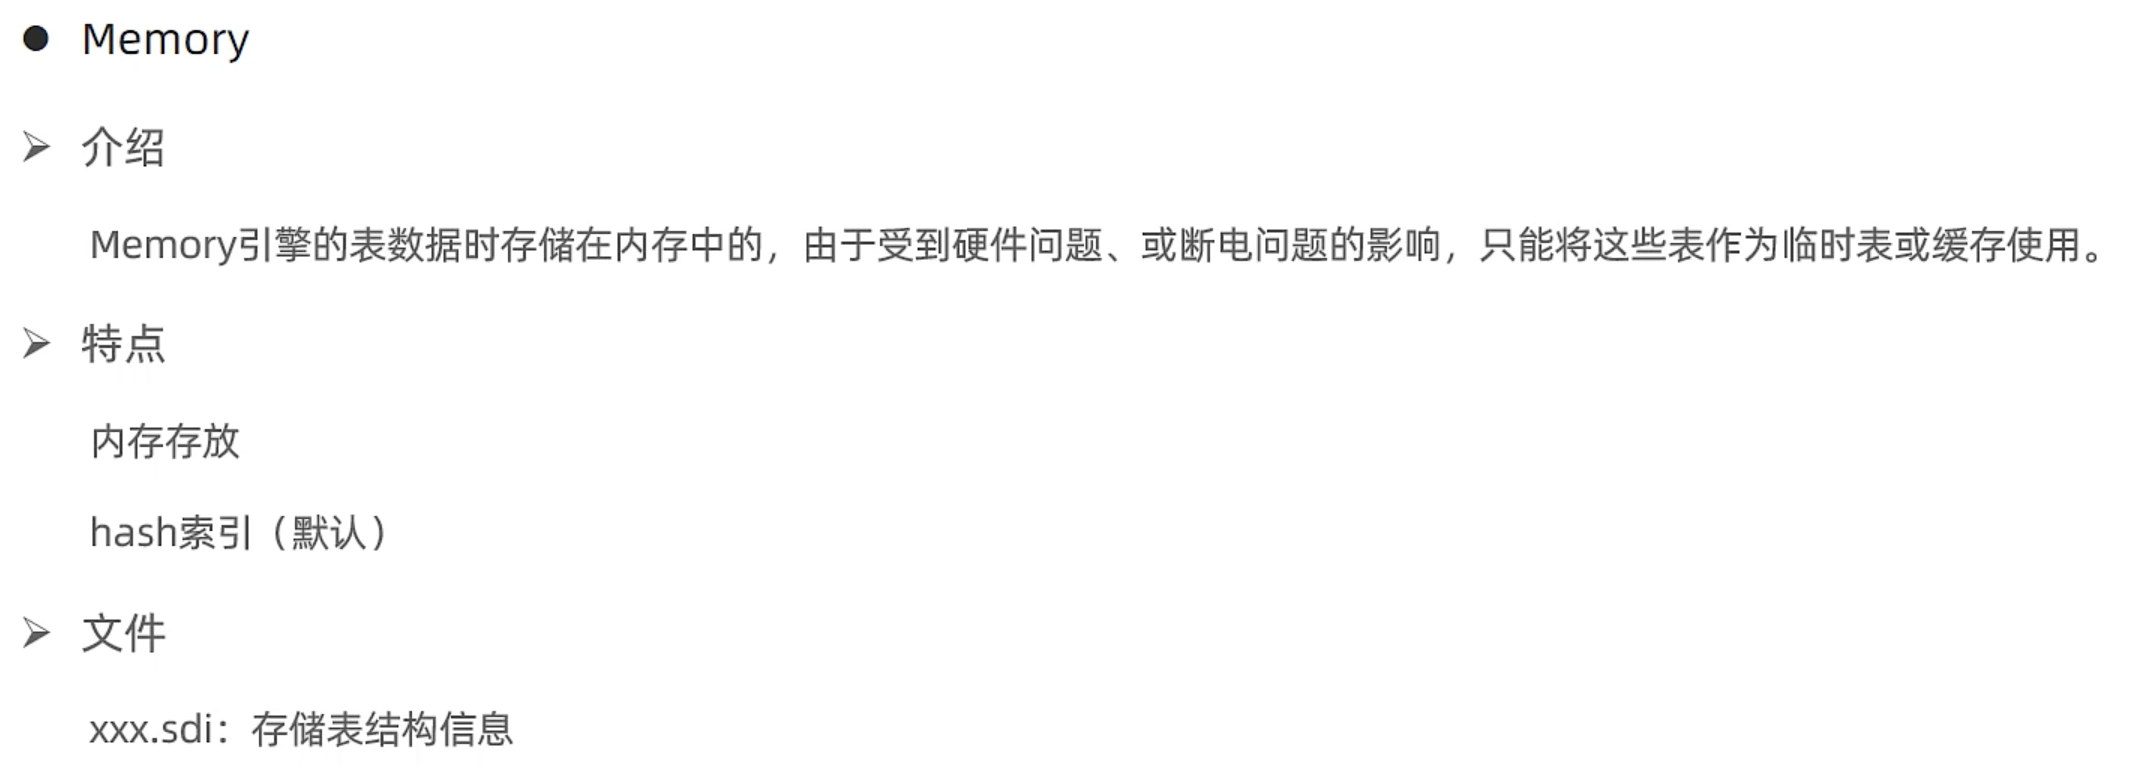 ● Memory
➢ 介绍
Memory引擎的表数据时存储在内存中的，由于受到硬件问题、或断电问题的影响，只能将这些表作为临时表或缓存使用。
➢ 特点
内存存放
hash索引（默认）
➢ 文件
xxx.sdi：存储表结构信息